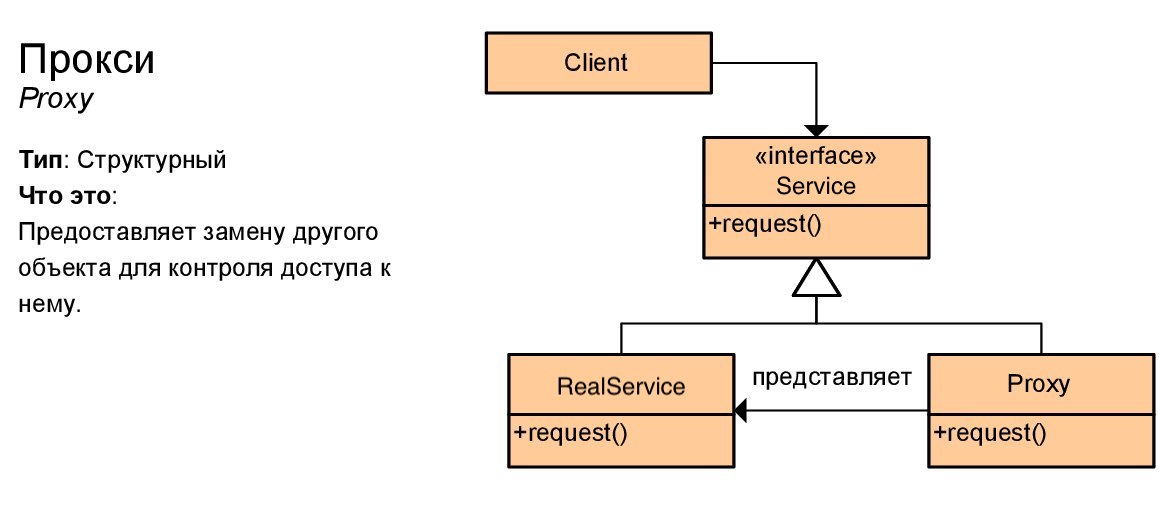 Прокси
Proxy
Тип: Структурный
Что это:
Предоставляет замену другого
объекта для контроля доступа к
нему.
Client
«interface»
Service
+request()
RealService
+request()
представляет
Proxy
+request()